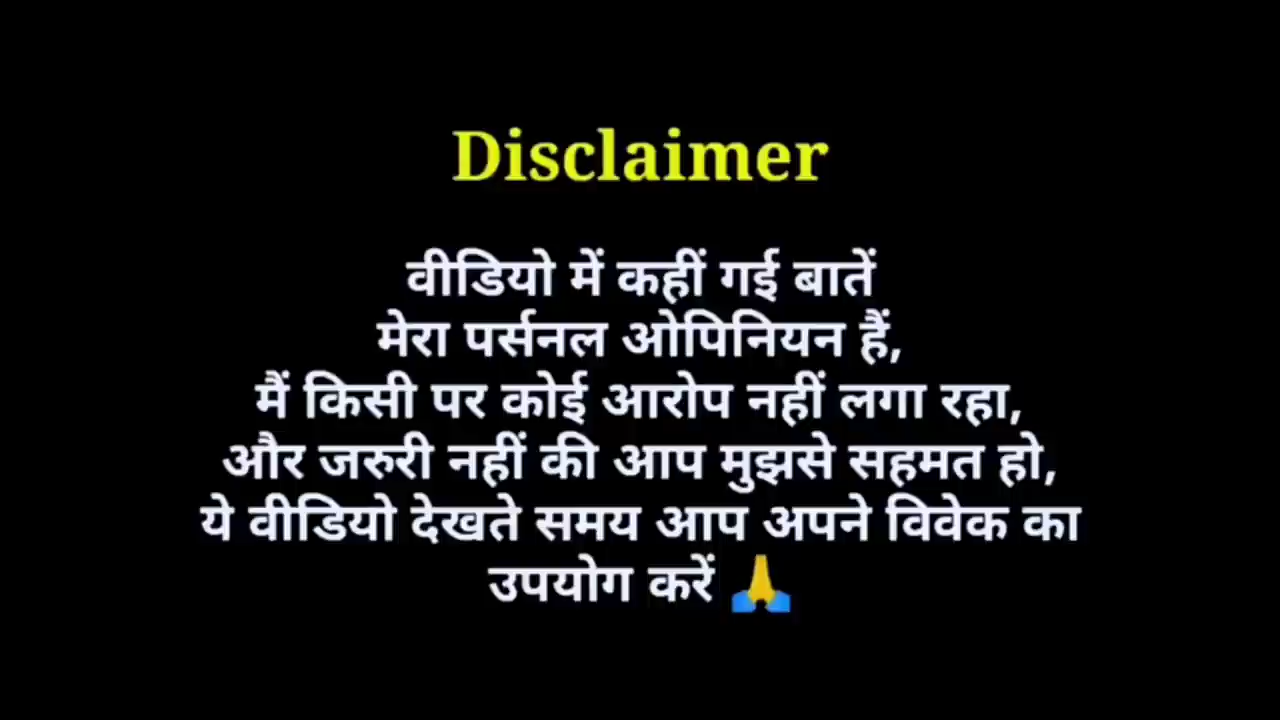 Disclaimer
वीडियो में कहीं गई बातें
मेरा पर्सनल ओपिनियन हैं,
मैं किसी पर कोई आरोप नहीं लगा रहा,
और जरुरी नहीं की आप मुझसे सहमत हो,
ये वीडियो देखते समय आप अपने विवेक का
उपयोग करें 🙏